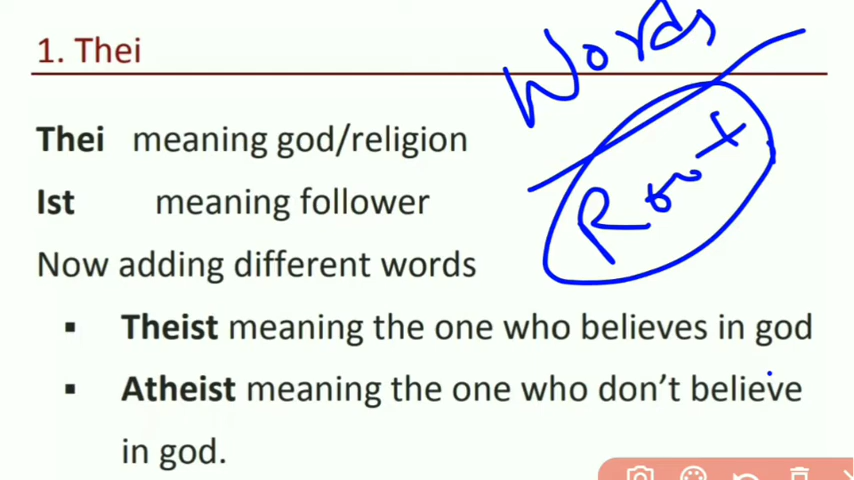 1. Thei
Words
Root
Thei meaning god/religion
Ist meaning follower
Now adding different words
▪ Theist meaning the one who believes in god
▪ Atheist meaning the one who don't believe
in god.